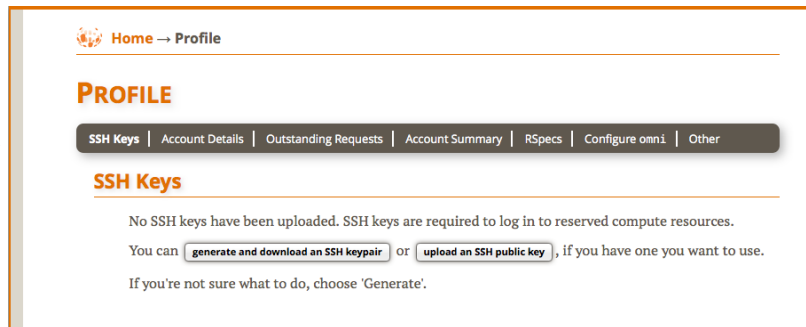 Home → Profile
PROFILE
SSH Keys | Account Details | Outstanding Requests | Account Summary | RSpecs | Configure omni | Other
SSH Keys
No SSH keys have been uploaded. SSH keys are required to log in to reserved compute resources.
You can generate and download an SSH keypair or upload an SSH public key , if you have one you want to use.
If you're not sure what to do, choose 'Generate'.